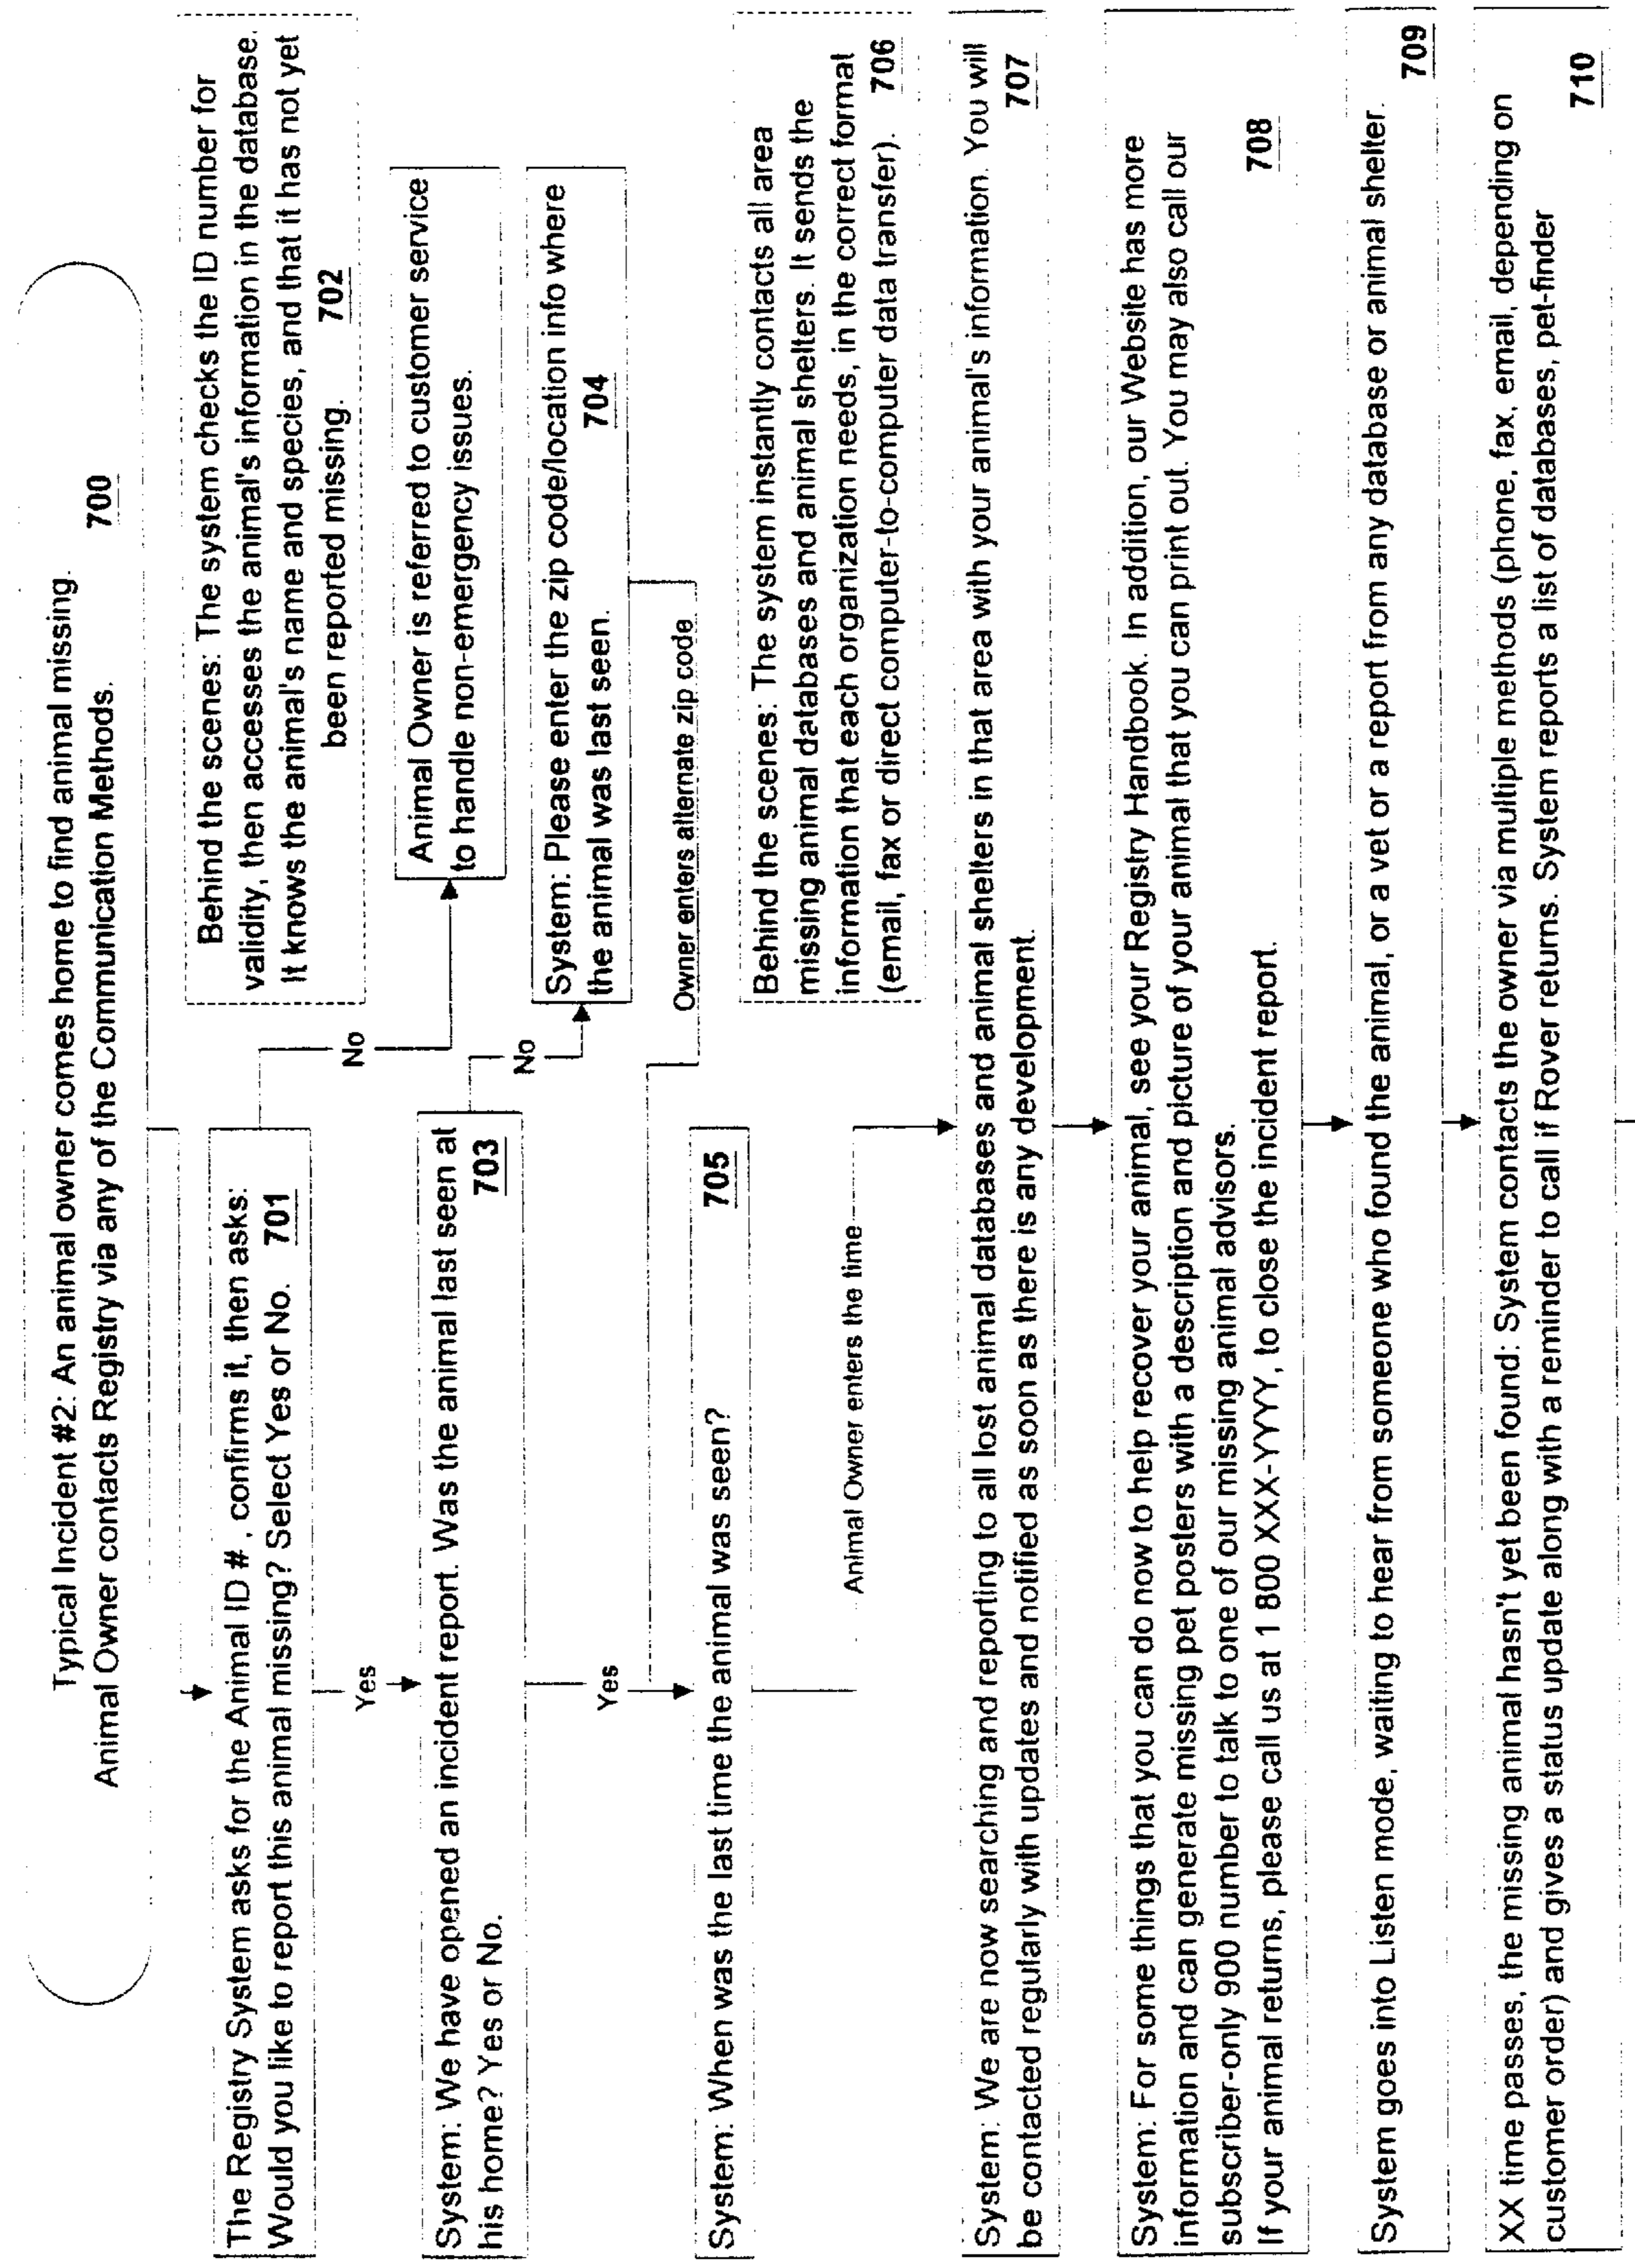 Typical Incident #2: An animal owner comes home to find animal missing.
Animal Owner contacts Registry via any of the Communication Methods.
700
The Registry System asks for the Animal ID #, confirms it, then asks:
Would you like to report this animal missing? Select Yes or No. 701
Behind the scenes: The system checks the ID number for
validity, then accesses the animal's information in the database.
It knows the animal's name and species, and that it has not yet
been reported missing. 702
No
Animal Owner is referred to customer service
to handle non-emergency issues.
Yes
System: We have opened an incident report. Was the animal last seen at
his home? Yes or No.
703
No
System: Please enter the zip code/location info where
the animal was last seen.
704
Owner enters alternate zip code
Yes
System: When was the last time the animal was seen?
705
Behind the scenes: The system instantly contacts all area
missing animal databases and animal shelters. It sends the
information that each organization needs, in the correct format
(email, fax or direct computer-to-computer data transfer). 706
Animal Owner enters the time
System: We are now searching and reporting to all lost animal databases and animal shelters in that area with your animal's information. You will
be contacted regularly with updates and notified as soon as there is any development.
707
System: For some things that you can do now to help recover your animal, see your Registry Handbook. In addition, our Website has more
information and can generate missing pet posters with a description and picture of your animal that you can print out. You may also call our
subscriber-only 900 number to talk to one of our missing animal advisors.
If your animal returns, please call us at 1 800 XXX-YYYY, to close the incident report.
708
System goes into Listen mode, waiting to hear from someone who found the animal, or a vet or a report from any database or animal shelter.
709
XX time passes, the missing animal hasn't yet been found: System contacts the owner via multiple methods (phone, fax, email, depending on
customer order) and gives a status update along with a reminder to call if Rover returns. System reports a list of databases, pet-finder
710